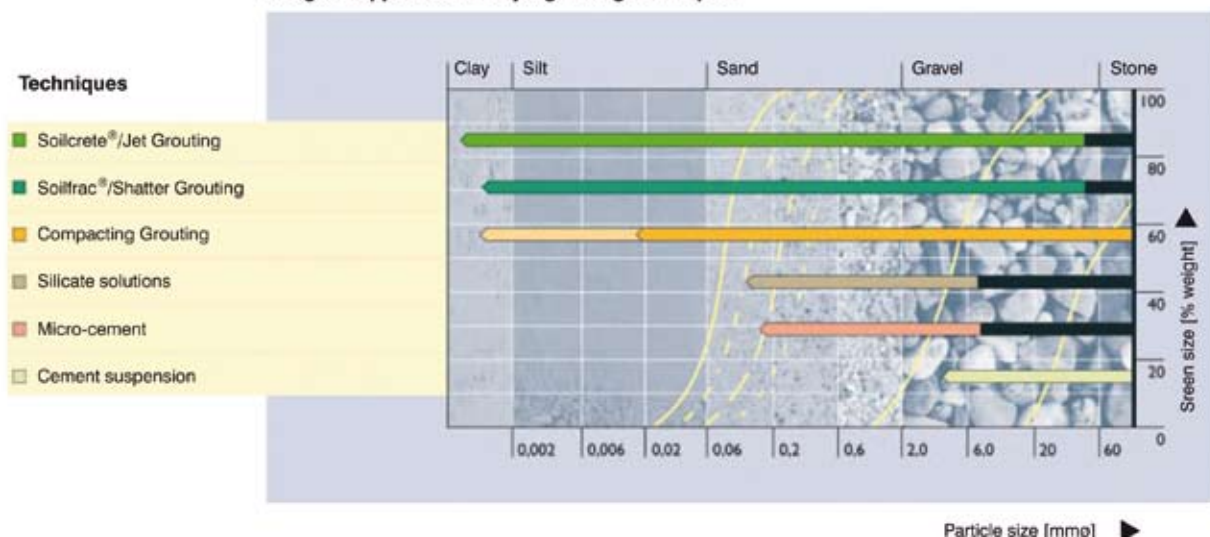 Techniques
Clay Silt Sand Gravel Stone
Soilcrete®/Jet Grouting
Soilfrac®/Shatter Grouting
Compacting Grouting
Silicate solutions
Micro-cement
Cement suspension
100
80
60
40
20
0
Sreen size [% weight]
0,002 0,006 0,02 0,06 0,2 0,6 2.0 6.0 20 60
Particle size [mmø]